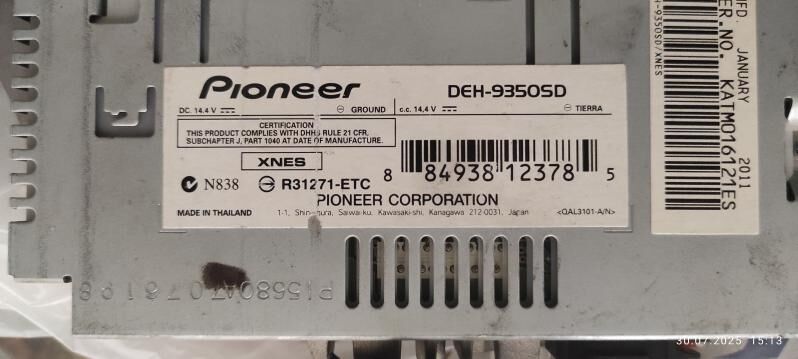 Pioneer DEH-9350SD
DC. 14.4 V ⊖ GROUND c.c. 14,4 V ⊖ TIERRA
CERTIFICATION
THIS PRODUCT COMPLIES WITH DHHS RULE 21 CFR,
SUBCHAPTER J, PART 1040 AT DATE OF MANUFACTURE.
XNES
N838 R31271-ETC
8 84938 12378 5
PIONEER CORPORATION
MADE IN THAILAND 1-1, Shin-ogura, Saiwai-ku, Kawasaki-shi, Kanagawa 212-0031, Japan <QAL3101-A/N>
MFD. JANUARY 2011
SER.NO. KATM016121ES
DEH-9350SD/XNES
30.07.2025 15:13